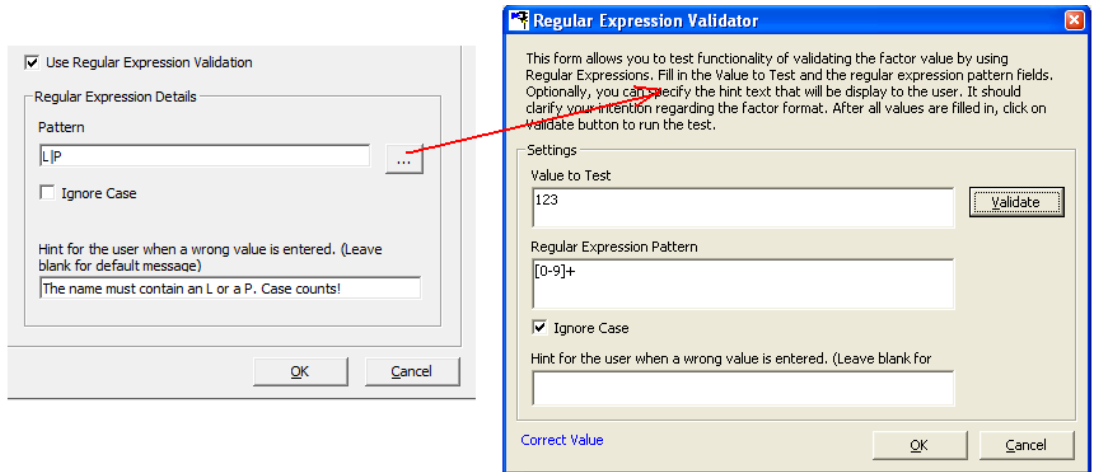 Use Regular Expression Validation
Regular Expression Details
Pattern
L|P
...
Ignore Case
Hint for the user when a wrong value is entered. (Leave
blank for default message)
The name must contain an L or a P. Case counts!
OK
Cancel
Regular Expression Validator
This form allows you to test functionality of validating the factor value by using
Regular Expressions. Fill in the Value to Test and the regular expression pattern fields.
Optionally, you can specify the hint text that will be display to the user. It should
clarify your intention regarding the factor format. After all values are filled in, click on
Validate button to run the test.
Settings
Value to Test
123
Validate
Regular Expression Pattern
[0-9]+
Ignore Case
Hint for the user when a wrong value is entered. (Leave blank for
Correct Value
OK
Cancel